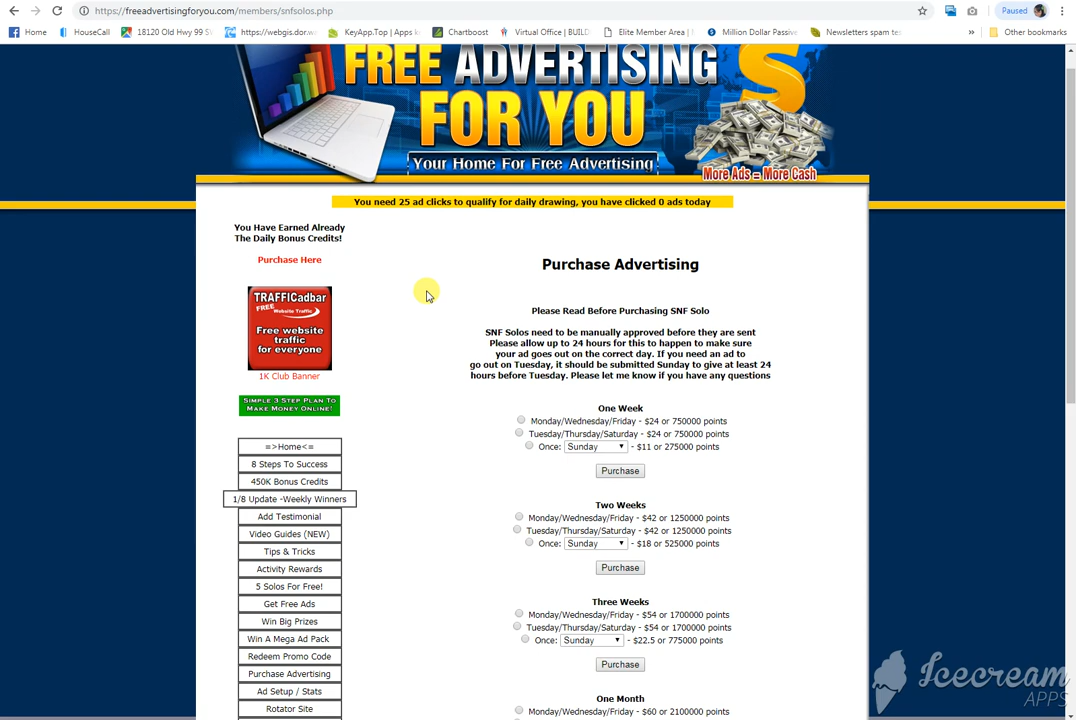 https://freeadvertisingforyou.com/members/snfsolos.php
Paused
Home
HouseCall
18120 Old Hwy 99 S
https://webgis.dor.w
KeyApp.Top | Apps k
Chartboost
Virtual Office | BUILD
Elite Member Area |
Million Dollar Passive
Newsletters spam te
»
Other bookmarks
FREE ADVERTISING
FOR YOU
$
Your Home For Free Advertising
More Ads = More Cash
You need 25 ad clicks to qualify for daily drawing, you have clicked 0 ads today
You Have Earned Already
The Daily Bonus Credits!
Purchase Here
TRAFFICadbar
FREE Website Traffic
Free website
traffic
for everyone
1K Club Banner
SIMPLE 3 STEP PLAN TO
MAKE MONEY ONLINE!
=>Home<=
8 Steps To Success
450K Bonus Credits
1/8 Update -Weekly Winners
Add Testimonial
Video Guides (NEW)
Tips & Tricks
Activity Rewards
5 Solos For Free!
Get Free Ads
Win Big Prizes
Win A Mega Ad Pack
Redeem Promo Code
Purchase Advertising
Ad Setup / Stats
Rotator Site
Purchase Advertising
Please Read Before Purchasing SNF Solo
SNF Solos need to be manually approved before they are sent
Please allow up to 24 hours for this to happen to make sure
your ad goes out on the correct day. If you need an ad to
go out on Tuesday, it should be submitted Sunday to give at least 24
hours before Tuesday. Please let me know if you have any questions
One Week
Monday/Wednesday/Friday - $24 or 750000 points
Tuesday/Thursday/Saturday - $24 or 750000 points
Once: Sunday - $11 or 275000 points
Purchase
Two Weeks
Monday/Wednesday/Friday - $42 or 1250000 points
Tuesday/Thursday/Saturday - $42 or 1250000 points
Once: Sunday - $18 or 525000 points
Purchase
Three Weeks
Monday/Wednesday/Friday - $54 or 1700000 points
Tuesday/Thursday/Saturday - $54 or 1700000 points
Once: Sunday - $22.5 or 775000 points
Purchase
One Month
Monday/Wednesday/Friday - $60 or 2100000 points
Icecream
APPS